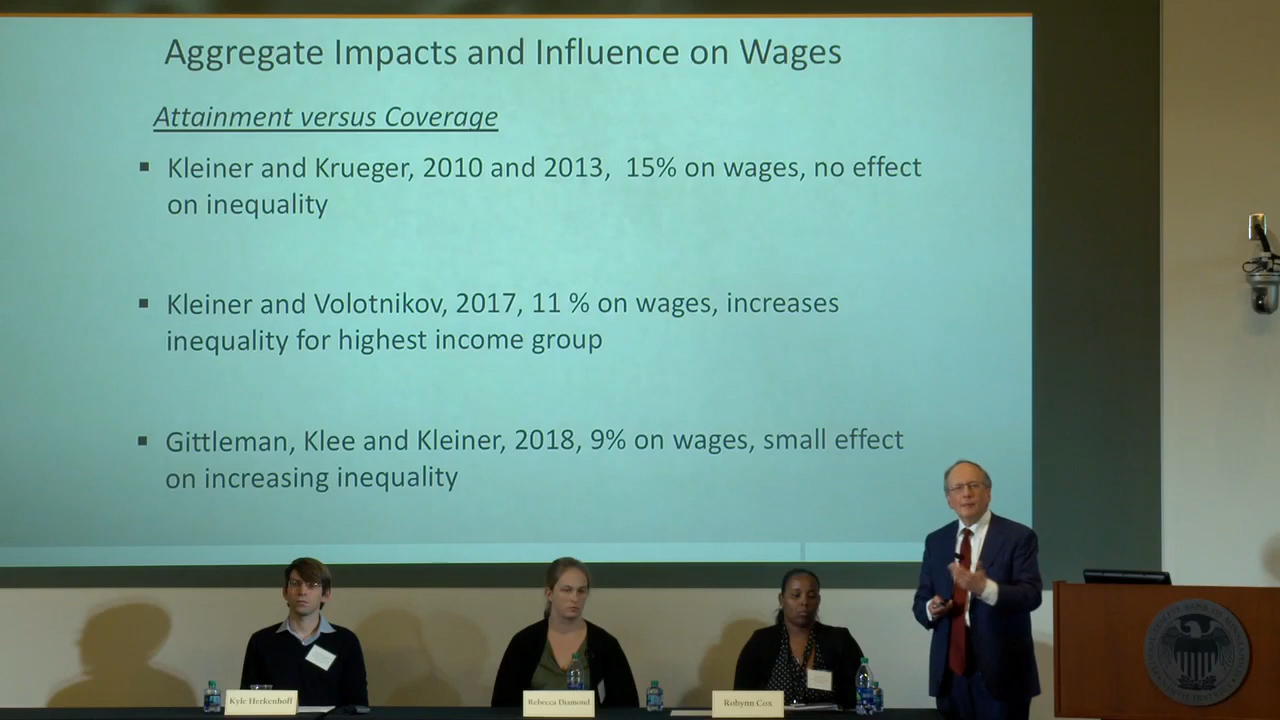 Aggregate Impacts and Influence on Wages
Attainment versus Coverage
▪ Kleiner and Krueger, 2010 and 2013, 15% on wages, no effect
on inequality
▪ Kleiner and Volotnikov, 2017, 11 % on wages, increases
inequality for highest income group
▪ Gittleman, Klee and Kleiner, 2018, 9% on wages, small effect
on increasing inequality
Kyle Herkenhoff
Rebecca Diamond
Robynn Cox